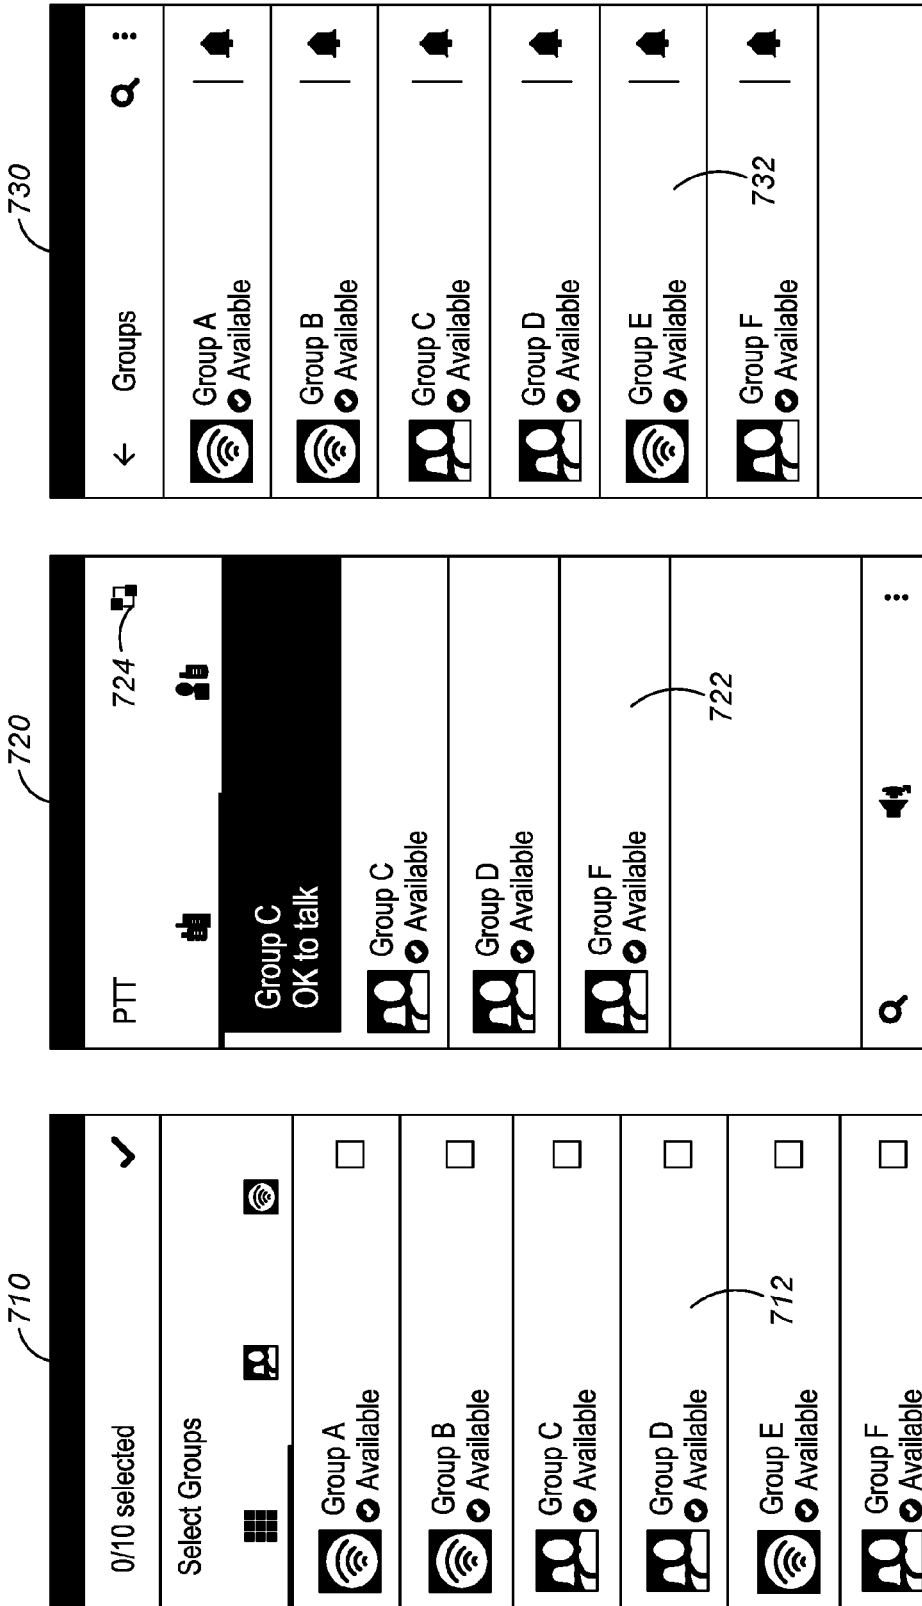 710
0/10 selected
Select Groups
Group A
Available
Group B
Available
Group C
Available
Group D
Available
712
Group E
Available
Group F
Available
720
PTT
724
Group C
OK to talk
Group C
Available
Group D
Available
Group F
Available
722
730
Groups
Group A
Available
Group B
Available
Group C
Available
Group D
Available
Group E
Available
732
Group F
Available